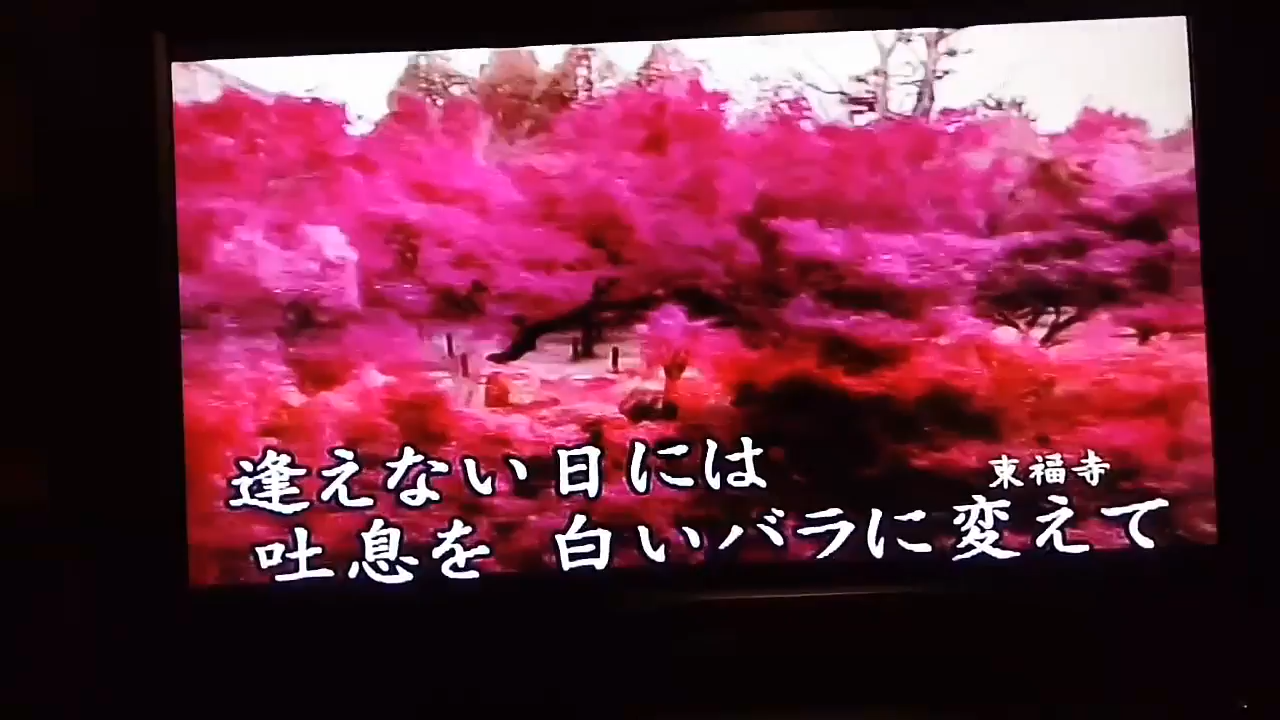 逢えない日には
東福寺
吐息を 白いバラに変えて